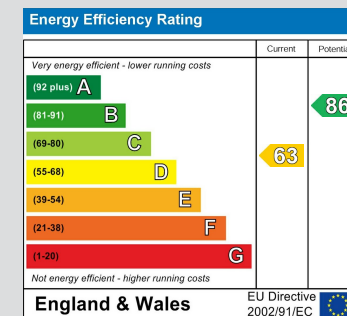 Energy Efficiency Rating
Current
Very energy efficient - lower running costs
(92 plus) A
(81-91) B
86
(69-80) C
63
(55-68) D
(39-54) E
(21-38) F
(1-20) G
Not energy efficient - higher running costs
England & Wales
EU Directive
2002/91/EC